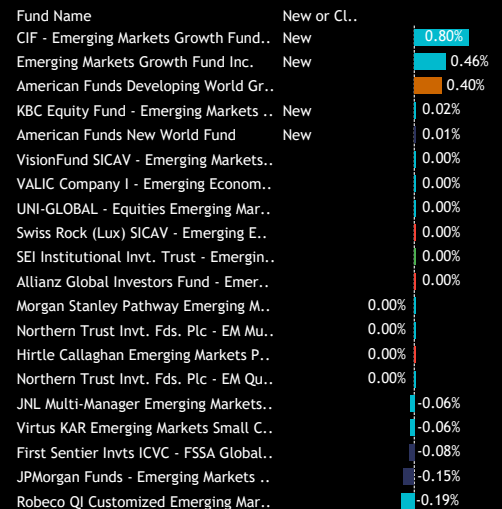 Fund Name New or Cl..
CIF - Emerging Markets Growth Fund.. New 0.80%
Emerging Markets Growth Fund Inc. New 0.46%
American Funds Developing World Gr.. 0.40%
KBC Equity Fund - Emerging Markets .. New 0.02%
American Funds New World Fund New 0.01%
VisionFund SICAV - Emerging Markets.. 0.00%
VALIC Company I - Emerging Econom.. 0.00%
UNI-GLOBAL - Equities Emerging Mar.. 0.00%
Swiss Rock (Lux) SICAV - Emerging E.. 0.00%
SEI Institutional Invt. Trust - Emergin.. 0.00%
Allianz Global Investors Fund - Emer.. 0.00%
Morgan Stanley Pathway Emerging M.. 0.00%
Northern Trust Invt. Fds. Plc - EM Mu.. 0.00%
Hirtle Callaghan Emerging Markets P.. 0.00%
Northern Trust Invt. Fds. Plc - EM Qu.. 0.00%
JNL Multi-Manager Emerging Markets.. -0.06%
Virtus KAR Emerging Markets Small C.. -0.06%
First Sentier Invts ICVC - FSSA Global.. -0.08%
JPMorgan Funds - Emerging Markets .. -0.15%
Robeco QI Customized Emerging Mar.. -0.19%